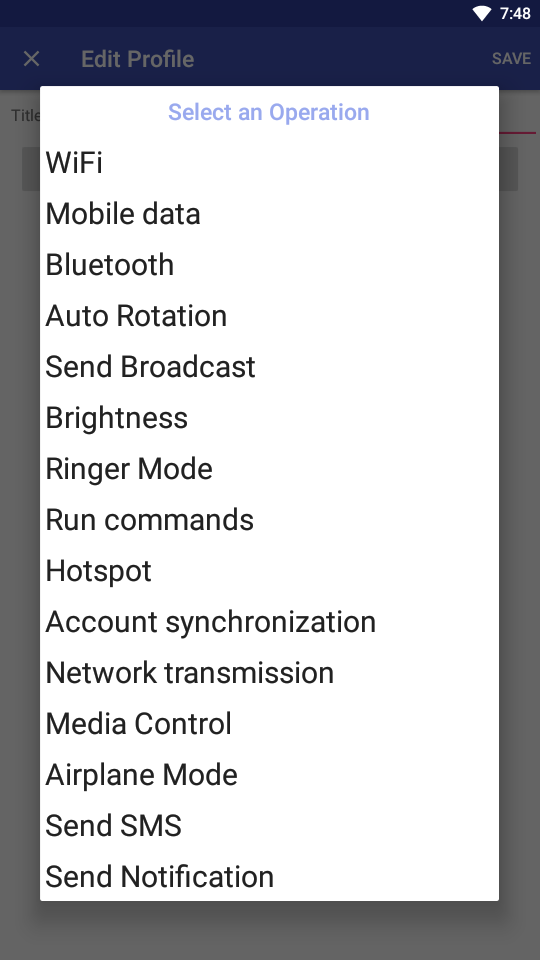 7:48
Edit Profile
SAVE
Title
Select an Operation
WiFi
Mobile data
Bluetooth
Auto Rotation
Send Broadcast
Brightness
Ringer Mode
Run commands
Hotspot
Account synchronization
Network transmission
Media Control
Airplane Mode
Send SMS
Send Notification